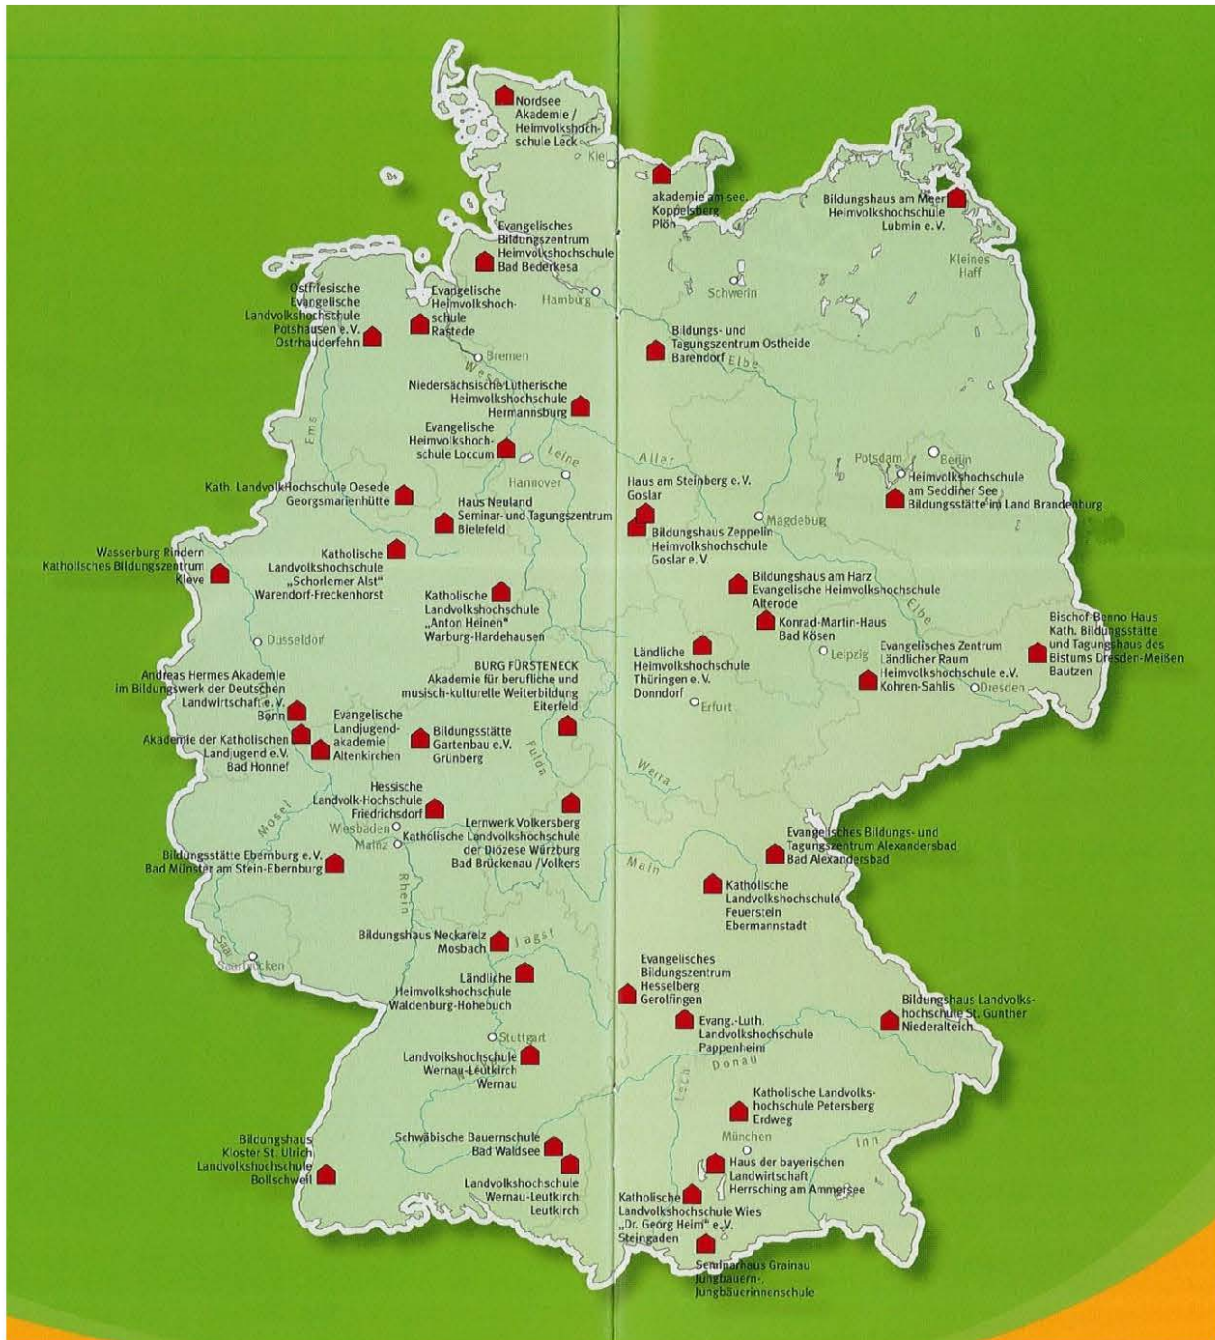 Nordsee
Akademie /
Heimvolkshoch-
schule Leck
Kiel
akademie am see.
Koppelsberg
Plön
Bildungshaus am Meer
Heimvolkshochschule
Lubmin e.V.
Kleines
Haff
Evangelisches
Bildungszentrum
Heimvolkshochschule
Bad Bederkesa
Hamburg
Schwerin
Ostfriesische
Evangelische
Landvolkshochschule
Potshausen e.V.
Ostrhauderfehn
Evangelische
Heimvolkshoch-
schule
Rastede
Bremen
Weser
Bildungs- und
Tagungszentrum Ostheide
Barendorf
Elbe
Niedersächsische Lutherische
Heimvolkshochschule
Hermannsburg
Ems
Evangelische
Heimvolkshoch-
schule Loccum
Leine
Hannover
Aller
Potsdam
Berlin
Heimvolkshochschule
am Seddiner See
Bildungsstätte im Land Brandenburg
Kath. LandvolkHochschule Oesede
Georgsmarienhütte
Haus Neuland
Seminar- und Tagungszentrum
Bielefeld
Haus am Steinberg e.V.
Goslar
Bildungshaus Zeppelin
Heimvolkshochschule
Goslar e.V.
Magdeburg
Wasserburg Rindern
Katholisches Bildungszentrum
Kleve
Katholische
Landvolkshochschule
„Schorlemer Alst“
Warendorf-Freckenhorst
Katholische
Landvolkshochschule
„Anton Heinen“
Warburg-Hardehausen
Bildungshaus am Harz
Evangelische Heimvolkshochschule
Alterode
Elbe
Konrad-Martin-Haus
Bad Kösen
Leipzig
Bischof Benno Haus
Kath. Bildungsstätte
und Tagungshaus des
Bistums Dresden-Meißen
Bautzen
Düsseldorf
Ländliche
Heimvolkshochschule
Thüringen e.V.
Donndorf
Erfurt
Evangelisches Zentrum
Ländlicher Raum
Heimvolkshochschule e.V.
Kohren-Sahlis
Dresden
Andreas Hermes Akademie
im Bildungswerk der Deutschen
Landwirtschaft e.V.
Bonn
BURG FÜRSTENECK
Akademie für berufliche und
musisch-kulturelle Weiterbildung
Eiterfeld
Akademie der Katholischen
Landjugend e.V.
Bad Honnef
Evangelische
Landjugend-
akademie
Altenkirchen
Bildungsstätte
Gartenbau e.V.
Grünberg
Fulda
Werra
Hessische
Landvolk-Hochschule
Friedrichsdorf
Mosel
Wiesbaden
Mainz
Lernwerk Volkersberg
Katholische Landvolkshochschule
der Diözese Würzburg
Bad Brückenau /Volkers
Bildungsstätte Ebernburg e.V.
Bad Münster am Stein-Ebernburg
Rhein
Main
Evangelisches Bildungs- und
Tagungszentrum Alexandersbad
Bad Alexandersbad
Katholische
Landvolkshochschule
Feuerstein
Ebermannstadt
Saar
Saarbrücken
Bildungshaus Neckarelz
Mosbach
Jagst
Ländliche
Heimvolkshochschule
Waldenburg-Hohebuch
Evangelisches
Bildungszentrum
Hesselberg
Gerolfingen
Evang.-Luth.
Landvolkshochschule
Pappenheim
Bildungshaus Landvolks-
hochschule St. Gunther
Niederalteich
Stuttgart
Landvolkshochschule
Wernau-Leutkirch
Wernau
Donau
Lech
Katholische Landvolks-
hochschule Petersberg
Erdweg
München
Inn
Bildungshaus
Kloster St. Ulrich
Landvolkshochschule
Bollschweil
Schwäbische Bauernschule
Bad Waldsee
Landvolkshochschule
Wernau-Leutkirch
Leutkirch
Haus der bayerischen
Landwirtschaft
Herrsching am Ammersee
Katholische
Landvolkshochschule Wies
„Dr. Georg Heim“ e.V.
Steingaden
Seminarhaus Grainau
Jungbauern-,
Jungbäuerinnenschule